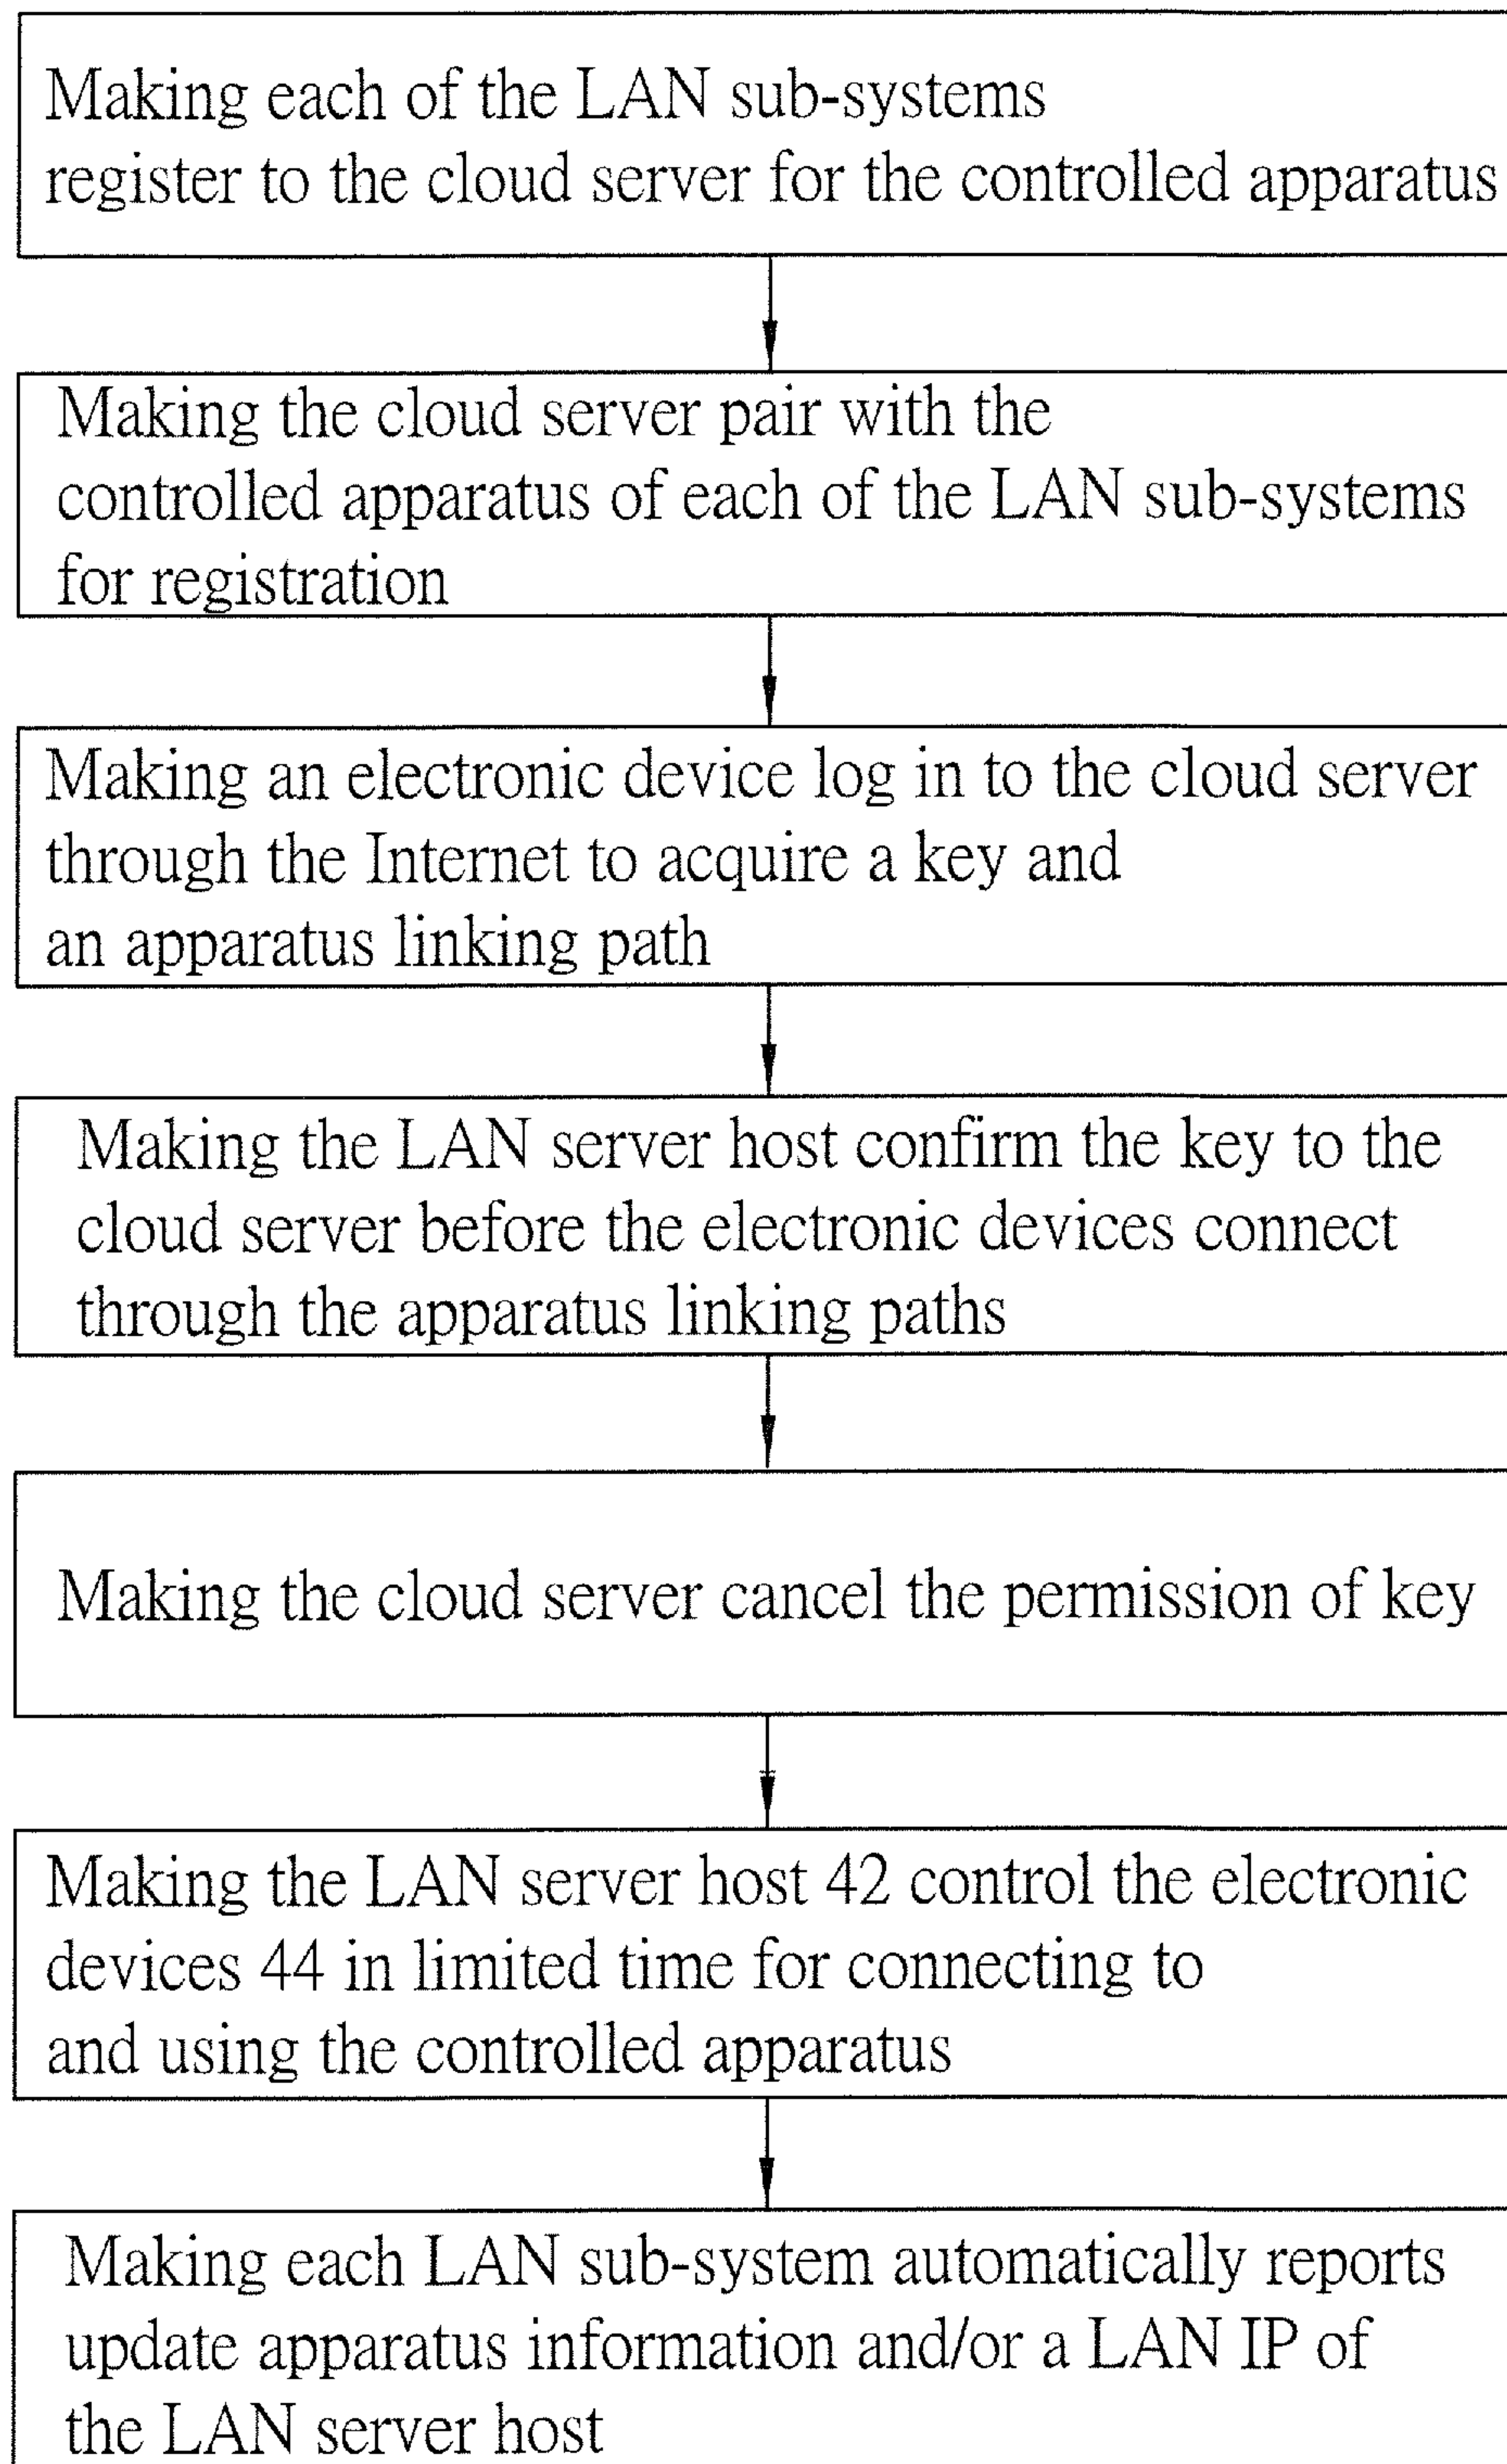 Making each of the LAN sub-systems
register to the cloud server for the controlled apparatus
Making the cloud server pair with the
controlled apparatus of each of the LAN sub-systems
for registration
Making an electronic device log in to the cloud server
through the Internet to acquire a key and
an apparatus linking path
Making the LAN server host confirm the key to the
cloud server before the electronic devices connect
through the apparatus linking paths
Making the cloud server cancel the permission of key
Making the LAN server host 42 control the electronic
devices 44 in limited time for connecting to
and using the controlled apparatus
Making each LAN sub-system automatically reports
update apparatus information and/or a LAN IP of
the LAN server host